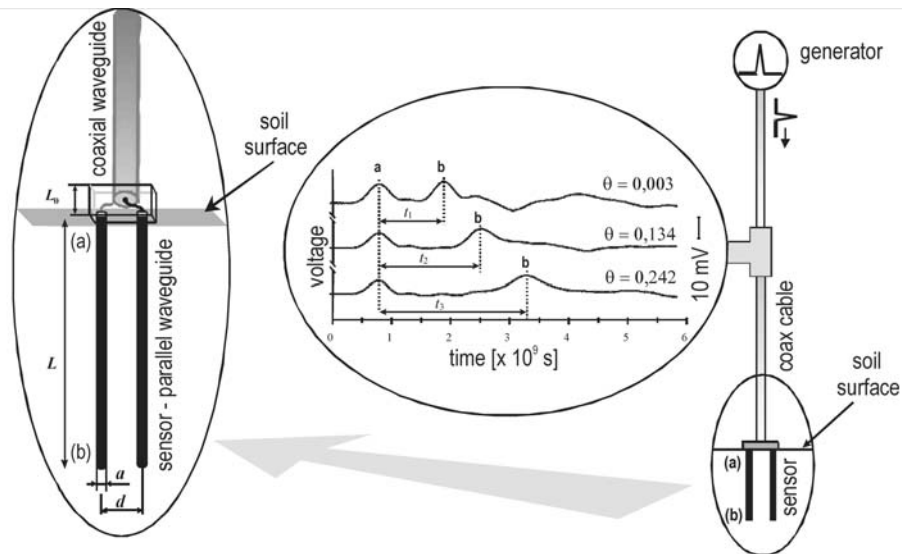 coaxial waveguide
soil
surface
L₀
(a)
L
sensor - parallel waveguide
(b)
a
d
voltage
a b
θ = 0,003
t₁
b
θ = 0,134
t₂
b
θ = 0,242
t₃
0 1 2 3 4 5 6
time [x 10⁹ s]
10 mV
generator
coax cable
soil
surface
(a)
(b)
sensor